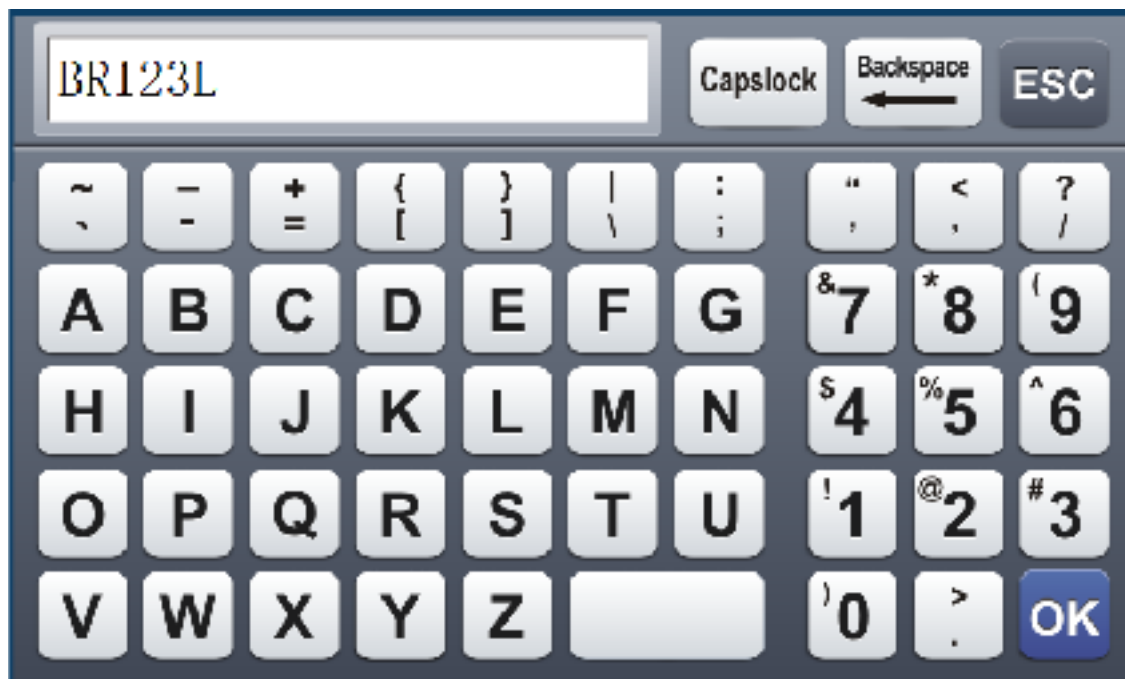 BR123L Capslock Backspace ESC
~ _ + { } | : “ < ?
` - = [ ] \ ; ' , /
A B C D E F G &7 *8 (9
H I J K L M N $4 %5 ^6
O P Q R S T U !1 @2 #3
V W X Y Z )0 > . OK